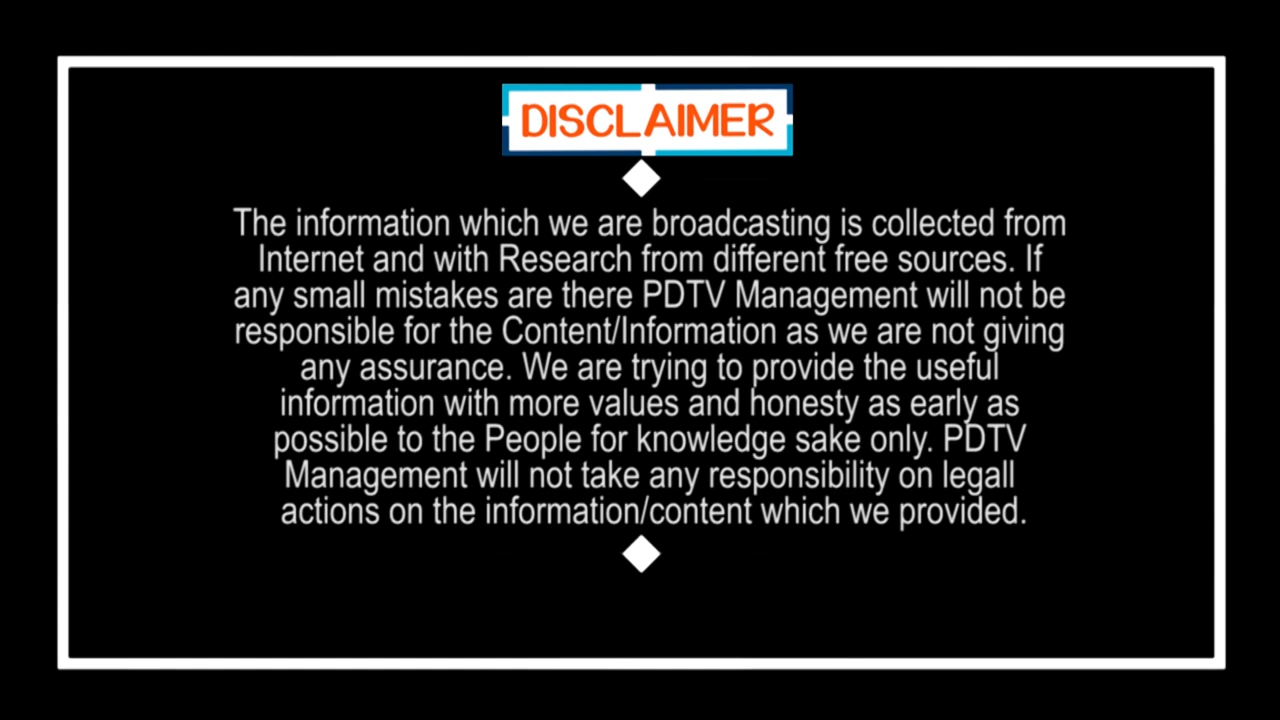 DISCLAIMER
The information which we are broadcasting is collected from
Internet and with Research from different free sources. If
any small mistakes are there PDTV Management will not be
responsible for the Content/Information as we are not giving
any assurance. We are trying to provide the useful
information with more values and honesty as early as
possible to the People for knowledge sake only. PDTV
Management will not take any responsibility on legall
actions on the information/content which we provided.